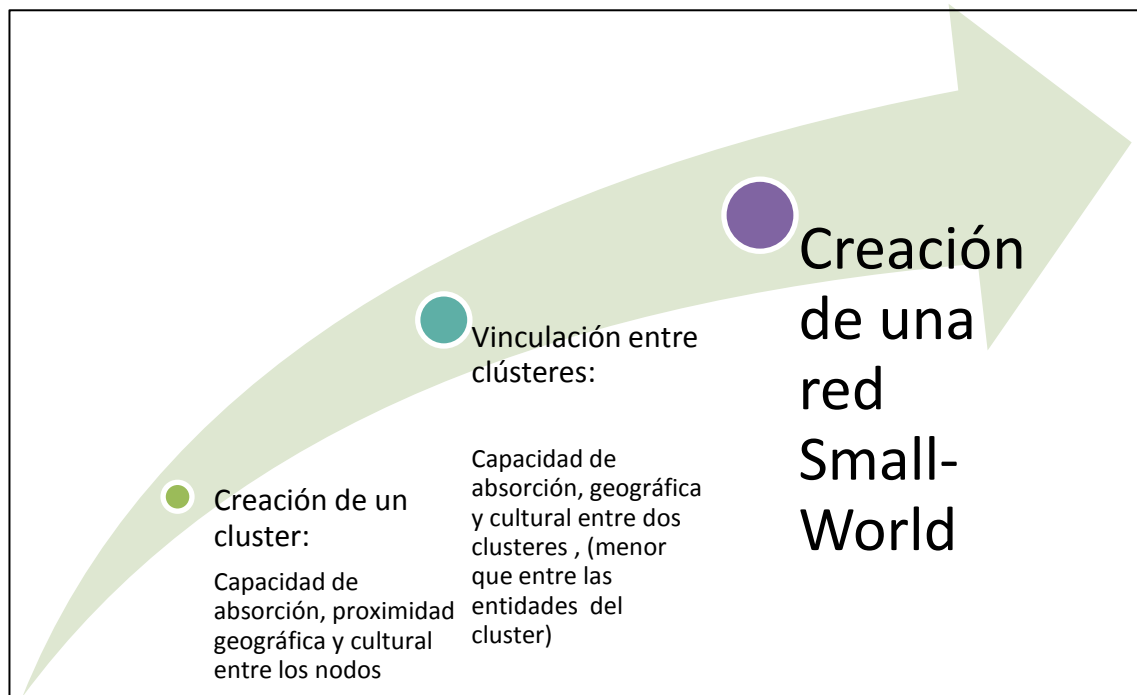 Creación de un
cluster:
Capacidad de
absorción, proximidad
geográfica y cultural
entre los nodos
Vinculación entre
clústeres:
Capacidad de
absorción, geográfica
y cultural entre dos
clusteres , (menor
que entre las
entidades  del
cluster)
Creación
de una
red
Small-
World